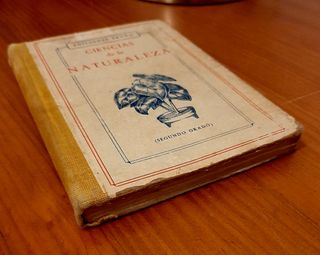 CIENCIAS
de la
NATURALEZA
(SEGUNDO GRADO)